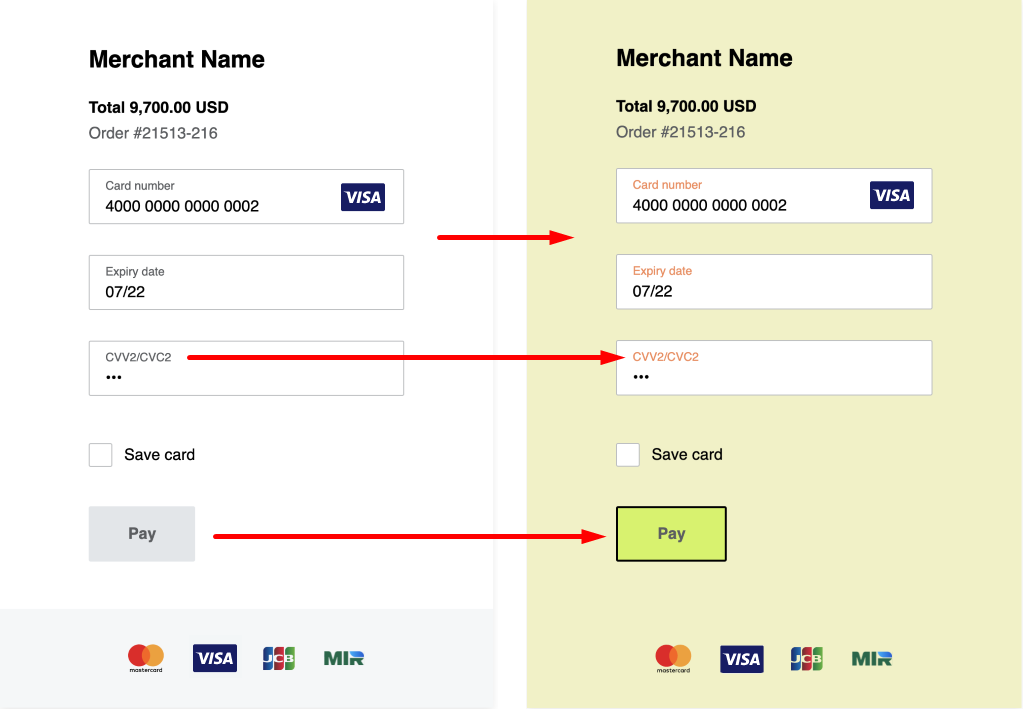 Merchant Name
Total 9,700.00 USD
Order #21513-216
Card number
4000 0000 0000 0002
VISA
Expiry date
07/22
CVV2/CVC2
•••
Save card
Pay
mastercard
VISA
JCB
MIR
Merchant Name
Total 9,700.00 USD
Order #21513-216
Card number
4000 0000 0000 0002
VISA
Expiry date
07/22
CVV2/CVC2
•••
Save card
Pay
mastercard
VISA
JCB
MIR